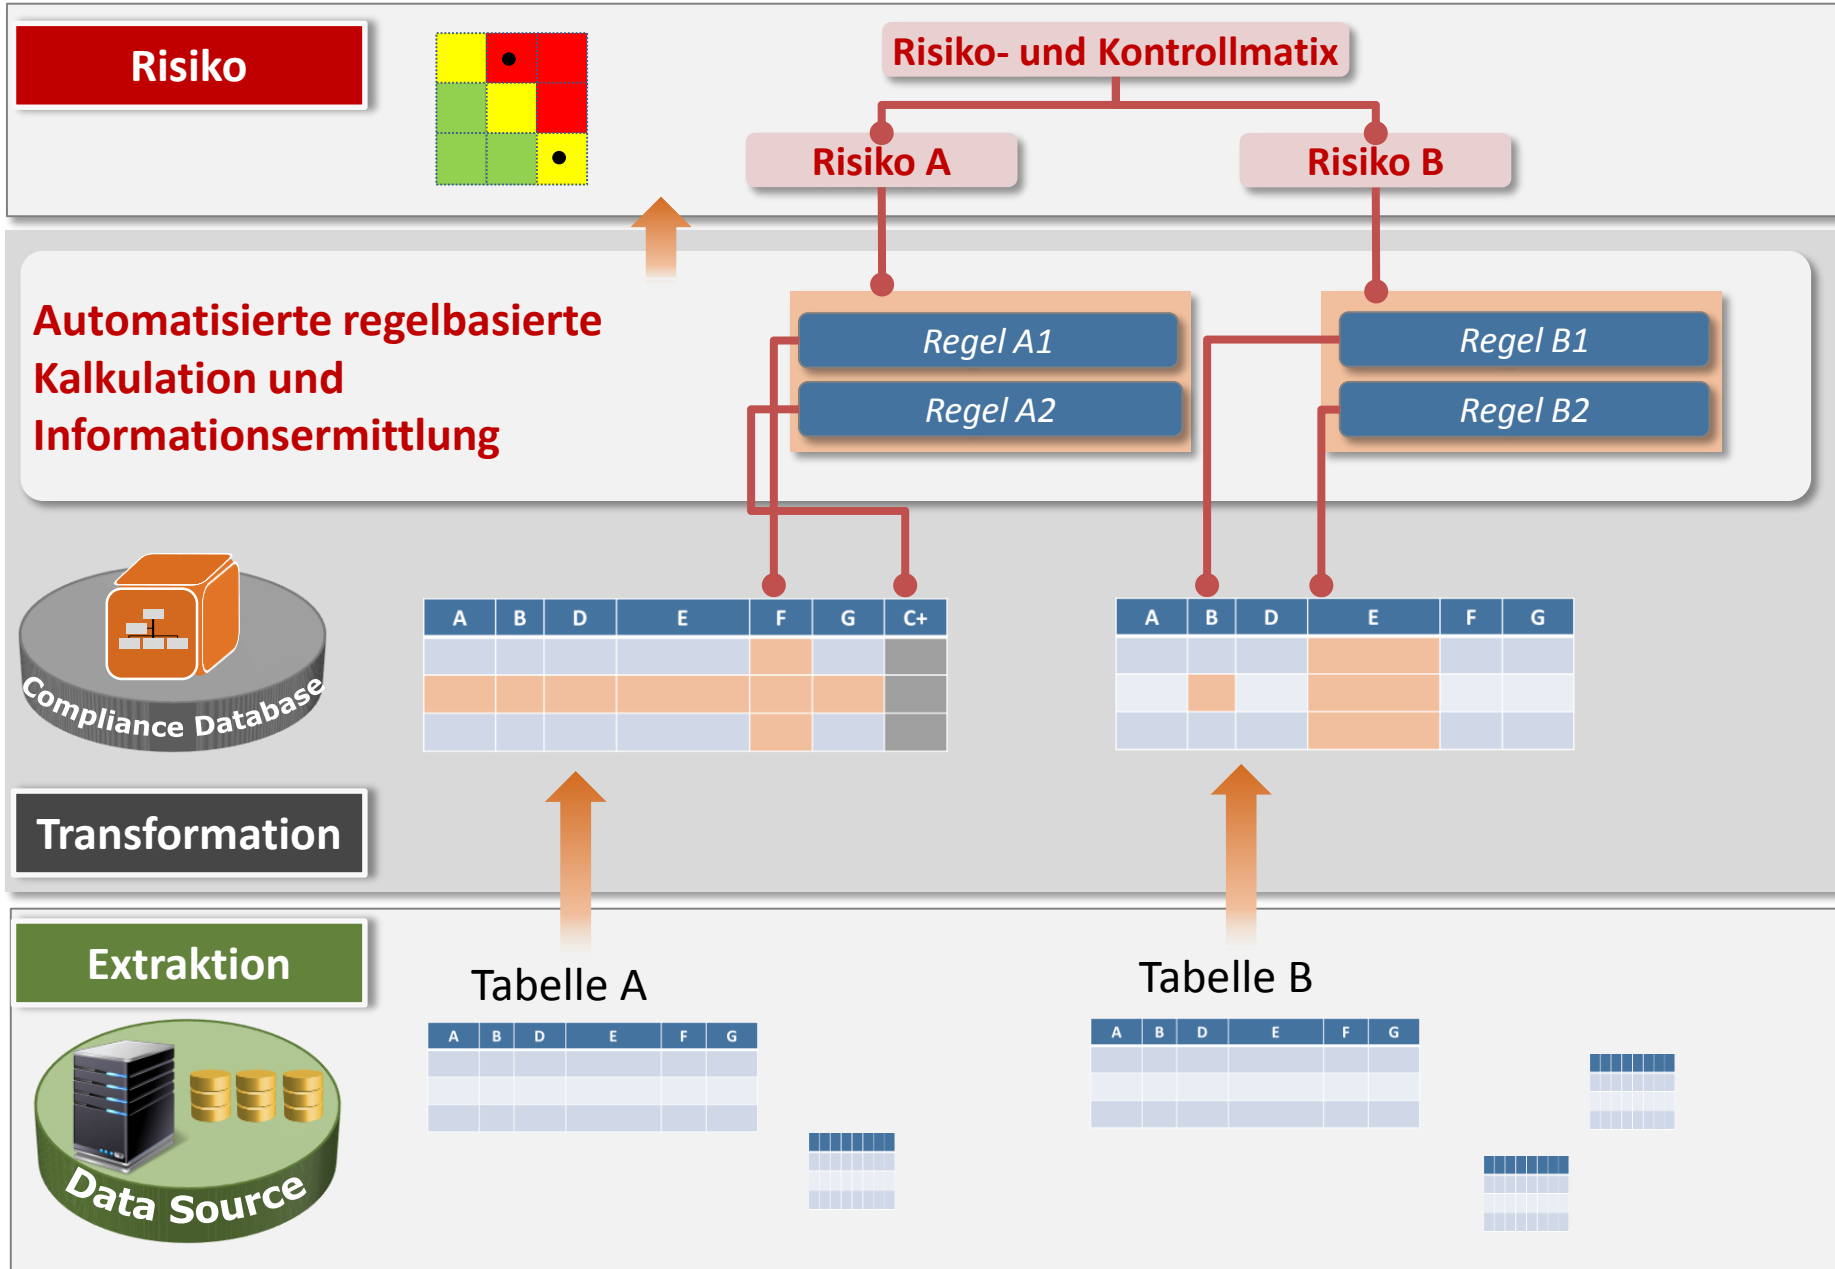 Risiko
Risiko- und Kontrollmatix
Risiko A
Risiko B
Automatisierte regelbasierte
Kalkulation und
Informationsermittlung
Regel A1
Regel A2
Regel B1
Regel B2
Compliance Database
A B D E F G C+
A B D E F G
Transformation
Extraktion
Tabelle A
Tabelle B
A B D E F G
A B D E F G
Data Source